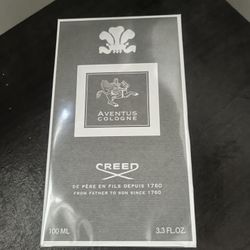 AVENTUS
COLOGNE
CREED
DE PÈRE EN FILS DEPUIS 1760
FROM FATHER TO SON SINCE 1760
100 ML 3.3 FL.OZ.